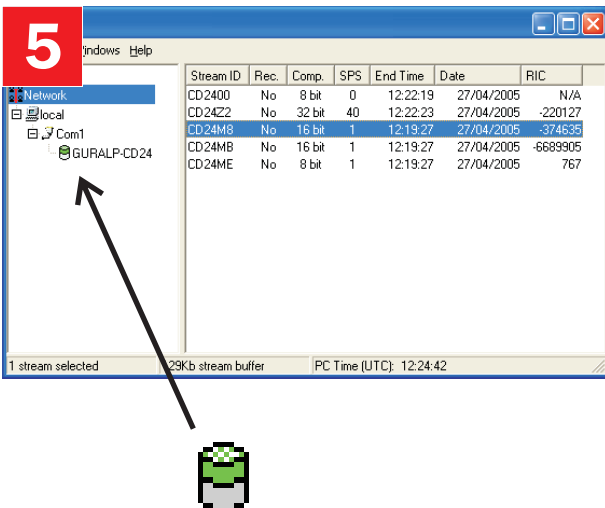 5
indows Help
Stream ID Rec. Comp. SPS End Time Date RIC
Network
CD2400 No 8 bit 0 12:22:19 27/04/2005 N/A
local
CD24Z2 No 32 bit 40 12:22:23 27/04/2005 -220127
Com1
CD24M8 No 16 bit 1 12:19:27 27/04/2005 -374635
GURALP-CD24
CD24MB No 16 bit 1 12:19:27 27/04/2005 -6689905
CD24ME No 8 bit 1 12:19:27 27/04/2005 767
1 stream selected 29Kb stream buffer PC Time (UTC): 12:24:42